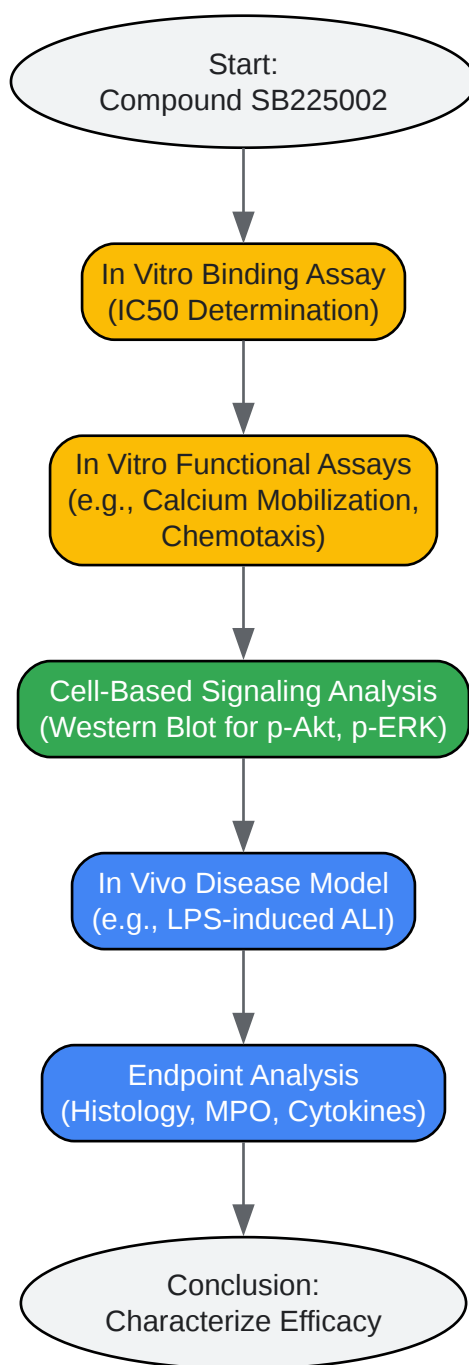 Start:
Compound SB225002
In Vitro Binding Assay
(IC50 Determination)
In Vitro Functional Assays
(e.g., Calcium Mobilization,
Chemotaxis)
Cell-Based Signaling Analysis
(Western Blot for p-Akt, p-ERK)
In Vivo Disease Model
(e.g., LPS-induced ALI)
Endpoint Analysis
(Histology, MPO, Cytokines)
Conclusion:
Characterize Efficacy